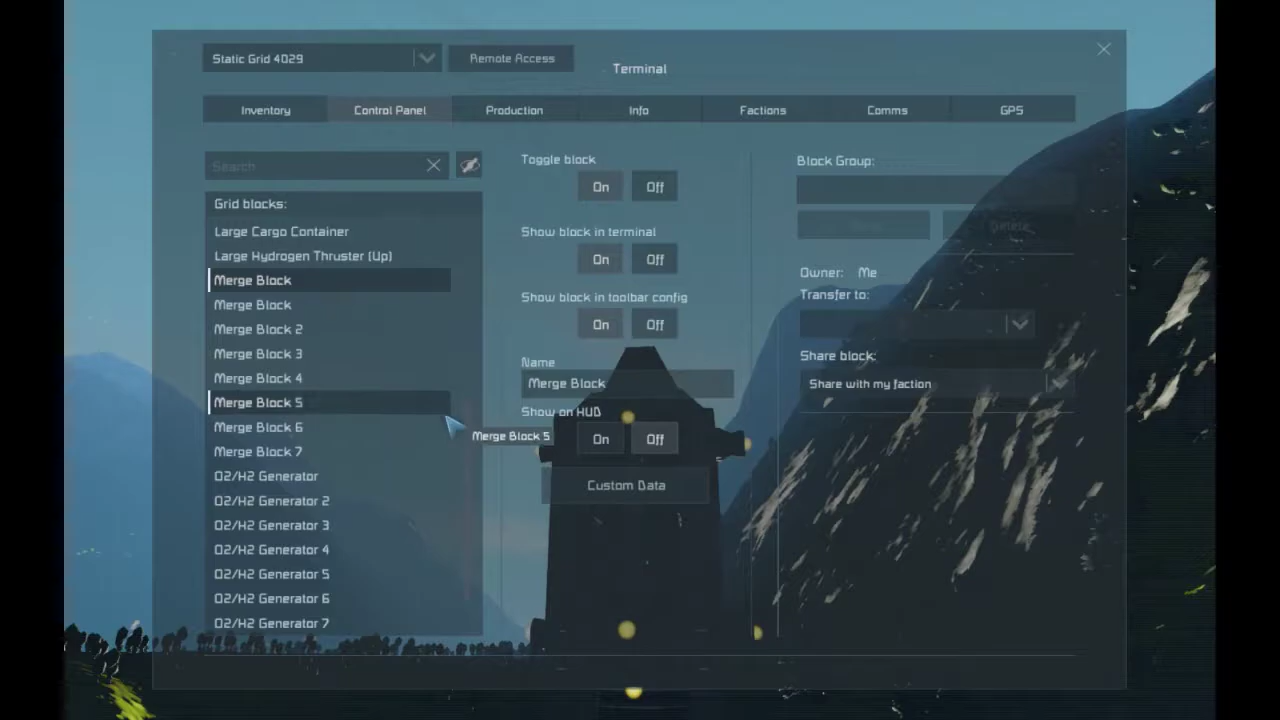 Static Grid 4029
Remote Access
Terminal
Inventory
Control Panel
Production
Info
Factions
Comms
GPS
Search
Grid blocks:
Large Cargo Container
Large Hydrogen Thruster (Up)
Merge Block
Merge Block
Merge Block 2
Merge Block 3
Merge Block 4
Merge Block 5
Merge Block 6
Merge Block 7
O2/H2 Generator
O2/H2 Generator 2
O2/H2 Generator 3
O2/H2 Generator 4
O2/H2 Generator 5
O2/H2 Generator 6
O2/H2 Generator 7
Merge Block 5
Toggle block
On Off
Show block in terminal
On Off
Show block in toolbar config
On Off
Name
Merge Block
Show on HUD
On Off
Custom Data
Block Group:
Delete
Owner: Me
Transfer to:
Share block:
Share with my faction